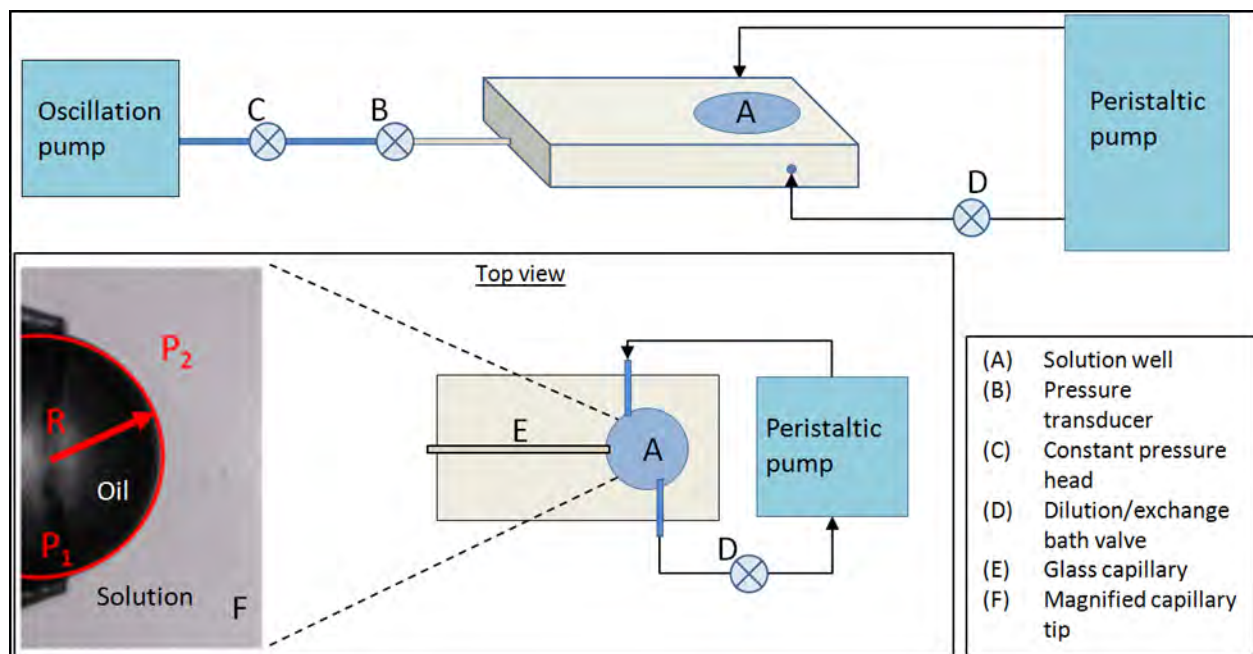 Oscillation
pump
C
B
A
Peristaltic
pump
D
Top view
P2
R
Oil
P1
Solution
F
E
A
Peristaltic
pump
D
(A) Solution well
(B) Pressure
transducer
(C) Constant pressure
head
(D) Dilution/exchange
bath valve
(E) Glass capillary
(F) Magnified capillary
tip